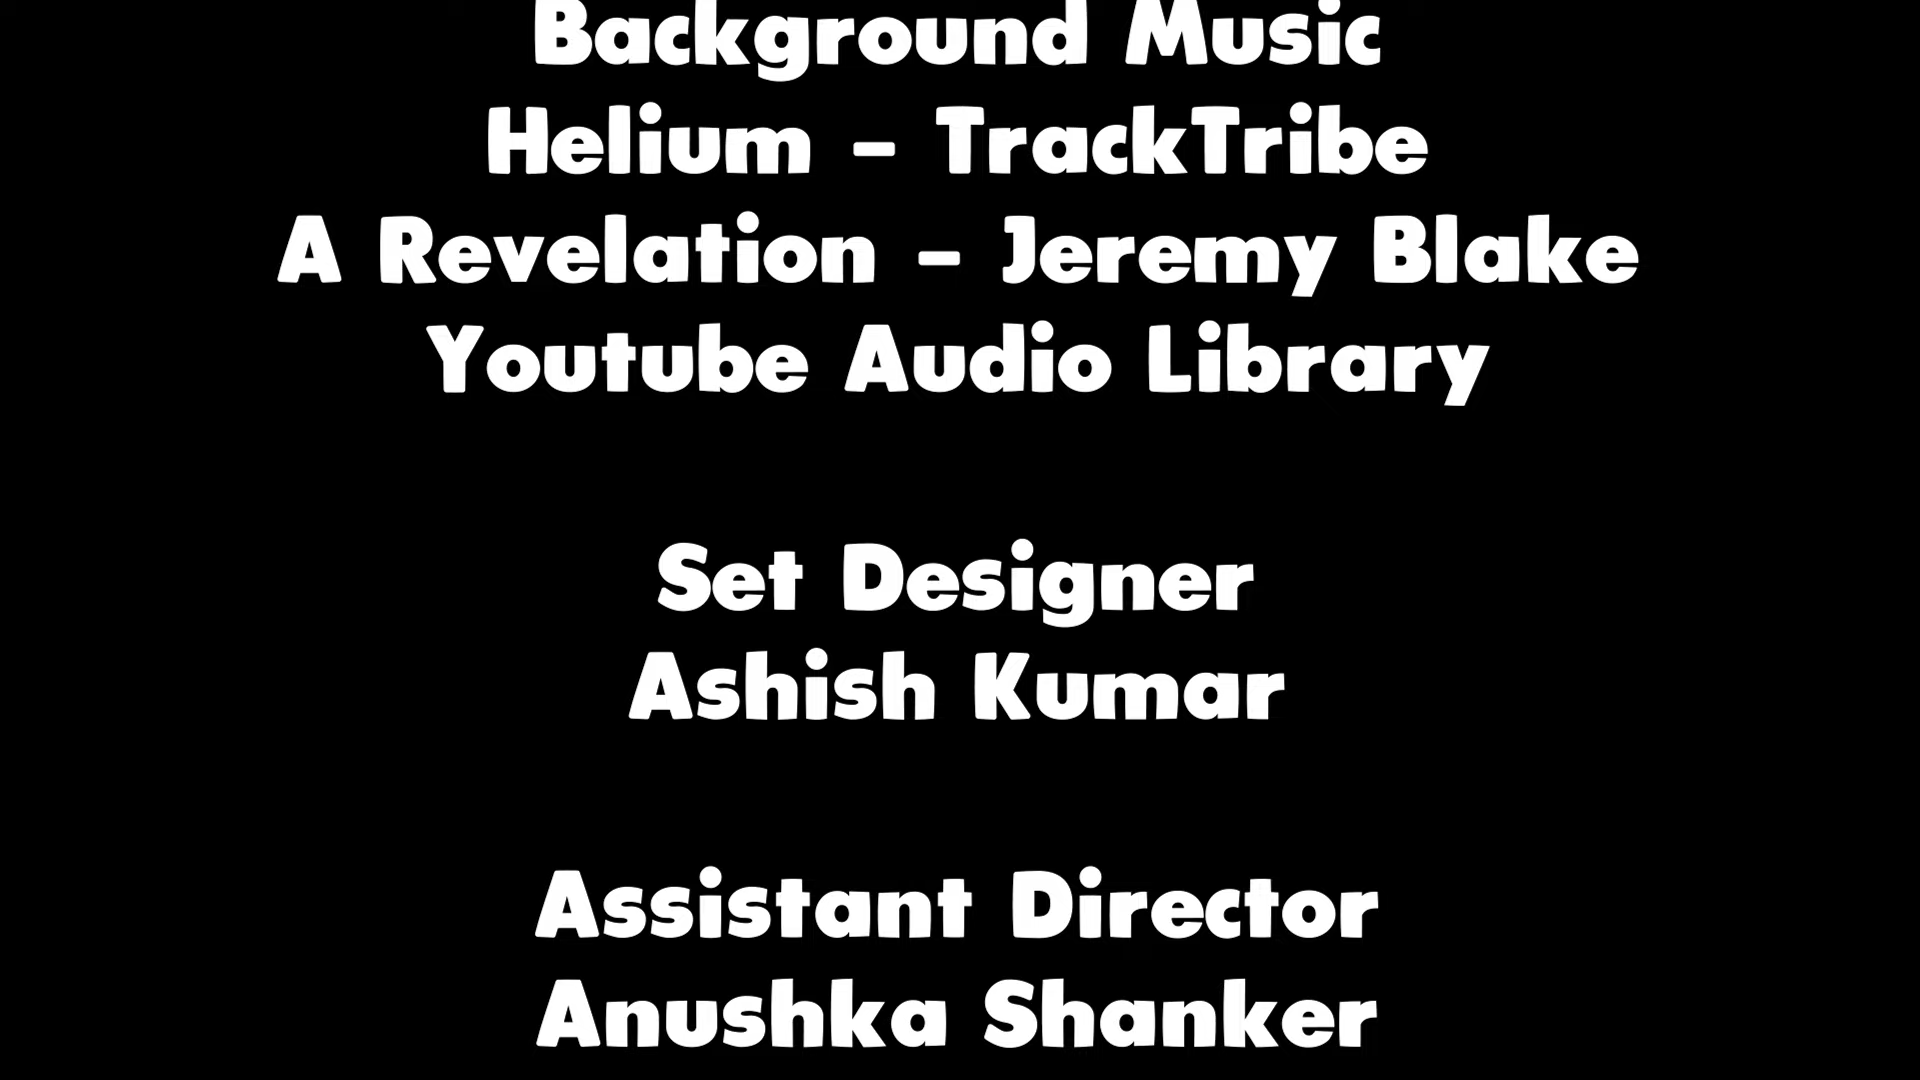 Background Music
Helium - TrackTribe
A Revelation - Jeremy Blake
Youtube Audio Library
Set Designer
Ashish Kumar
Assistant Director
Anushka Shanker